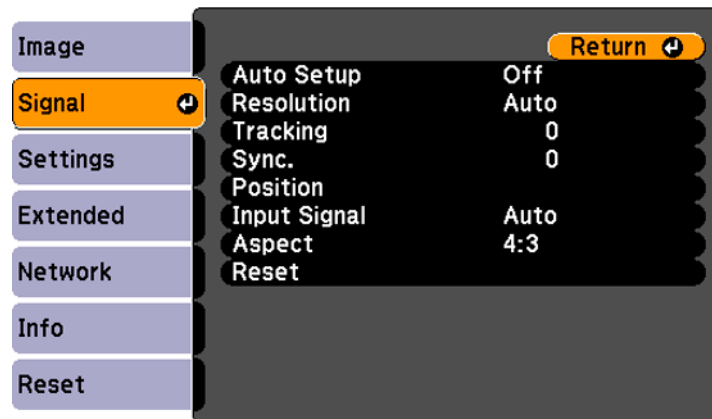 Image
Signal
Settings
Extended
Network
Info
Reset
Return
Auto Setup Off
Resolution Auto
Tracking 0
Sync. 0
Position
Input Signal Auto
Aspect 4:3
Reset